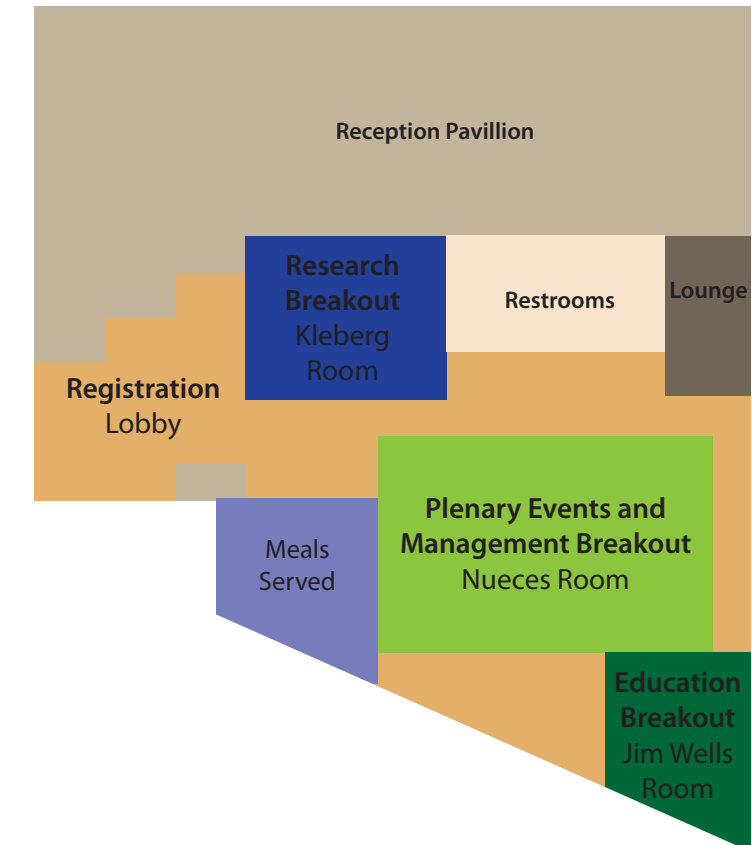 Reception Pavillion
Research
Breakout
Kleberg
Room
Restrooms
Lounge
Registration
Lobby
Plenary Events and
Management Breakout
Nueces Room
Meals
Served
Education
Breakout
Jim Wells
Room